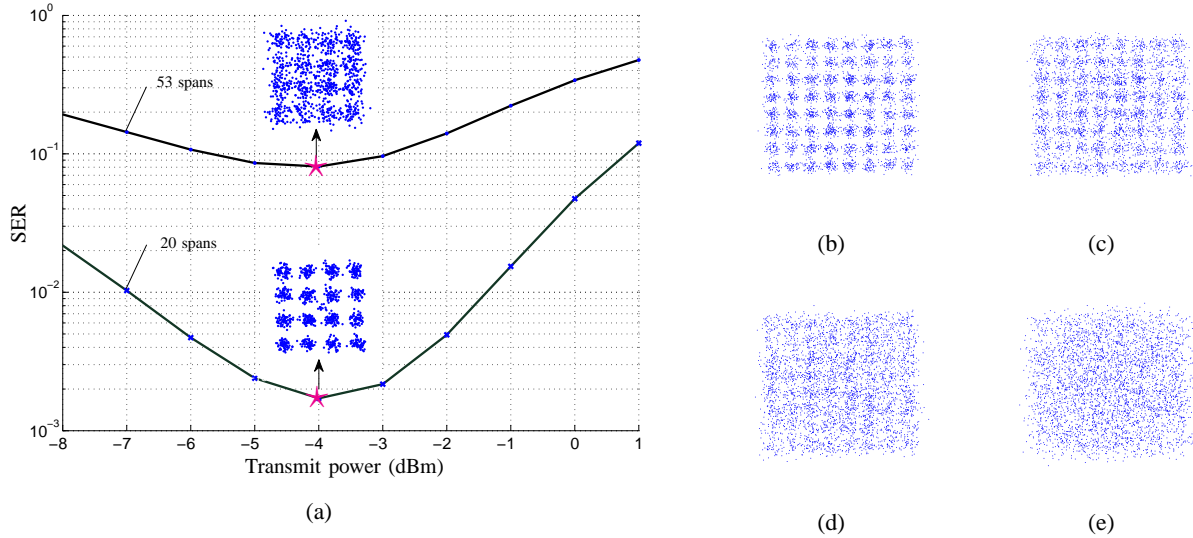 10^0
10^-1
10^-2
10^-3
SER
53 spans
20 spans
-8 -7 -6 -5 -4 -3 -2 -1 0 1
Transmit power (dBm)
(a)
(b)
(c)
(d)
(e)